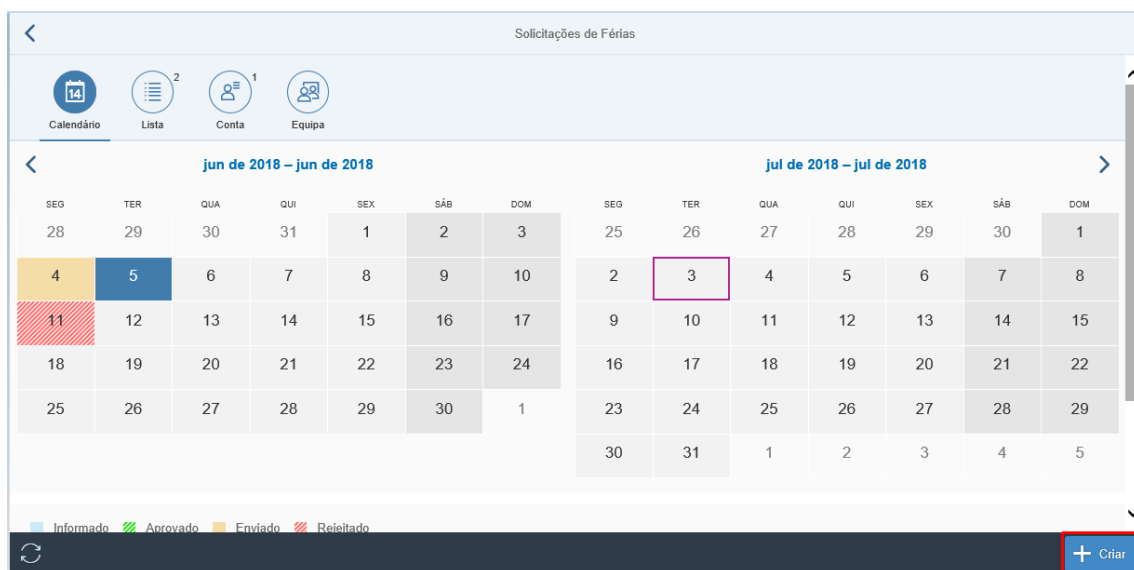 Solicitações de Férias
14 2 1
Calendário Lista Conta Equipa
jun de 2018 – jun de 2018 jul de 2018 – jul de 2018
SEG TER QUA QUI SEX SÁB DOM SEG TER QUA QUI SEX SÁB DOM
28 29 30 31 1 2 3 25 26 27 28 29 30 1
4 5 6 7 8 9 10 2 3 4 5 6 7 8
11 12 13 14 15 16 17 9 10 11 12 13 14 15
18 19 20 21 22 23 24 16 17 18 19 20 21 22
25 26 27 28 29 30 1 23 24 25 26 27 28 29
30 31 1 2 3 4 5
Informado Aprovado Enviado Rejeitado
Criar